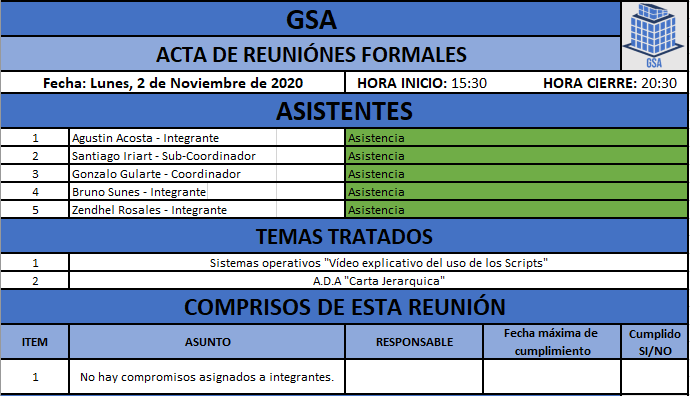 GSA
ACTA DE REUNIÓNES FORMALES
GSA
Fecha: Lunes, 2 de Noviembre de 2020 HORA INICIO: 15:30 HORA CIERRE: 20:30
ASISTENTES
1 Agustin Acosta - Integrante Asistencia
2 Santiago Iriart - Sub-Coordinador Asistencia
3 Gonzalo Gularte - Coordinador Asistencia
4 Bruno Sunes - Integrante Asistencia
5 Zendhel Rosales - Integrante Asistencia
TEMAS TRATADOS
1 Sistemas operativos "Vídeo explicativo del uso de los Scripts"
2 A.D.A "Carta Jerarquica"
COMPRISOS DE ESTA REUNIÓN
ITEM ASUNTO RESPONSABLE Fecha máxima de cumplimiento Cumplido SI/NO
1 No hay compromisos asignados a integrantes.